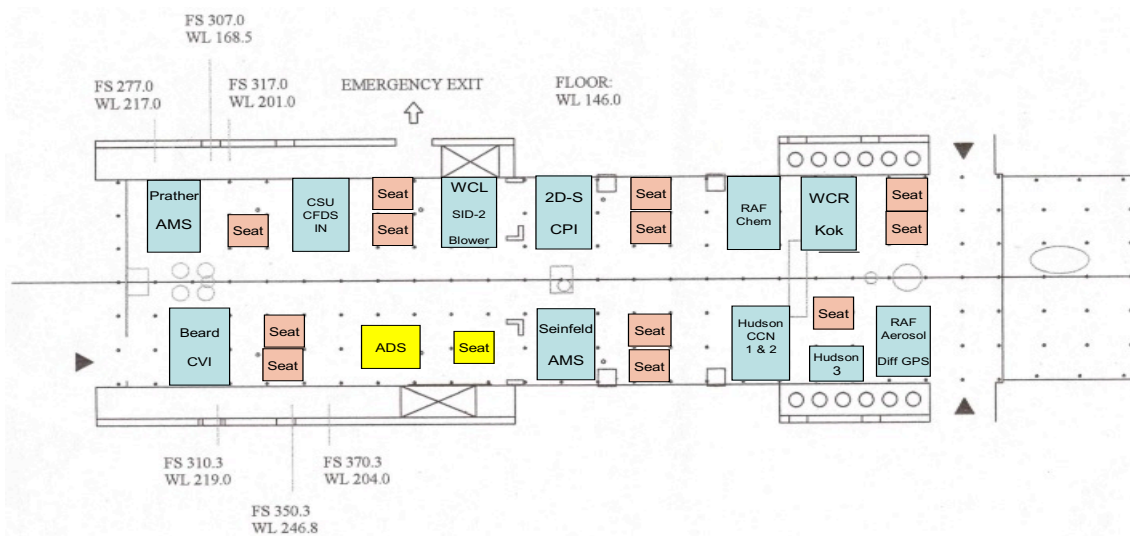 FS 307.0
WL 168.5
FS 277.0
WL 217.0
FS 317.0
WL 201.0
EMERGENCY EXIT
FLOOR:
WL 146.0
Prather
AMS
Seat
CSU
CFDS
IN
Seat
Seat
WCL
SID-2
Blower
2D-S
CPI
Seat
Seat
RAF
Chem
WCR
Kok
Seat
Seat
Beard
CVI
Seat
Seat
ADS
Seat
Seinfeld
AMS
Seat
Seat
Hudson
CCN
1 & 2
Seat
Hudson
3
RAF
Aerosol
Diff GPS
FS 310.3
WL 219.0
FS 370.3
WL 204.0
FS 350.3
WL 246.8